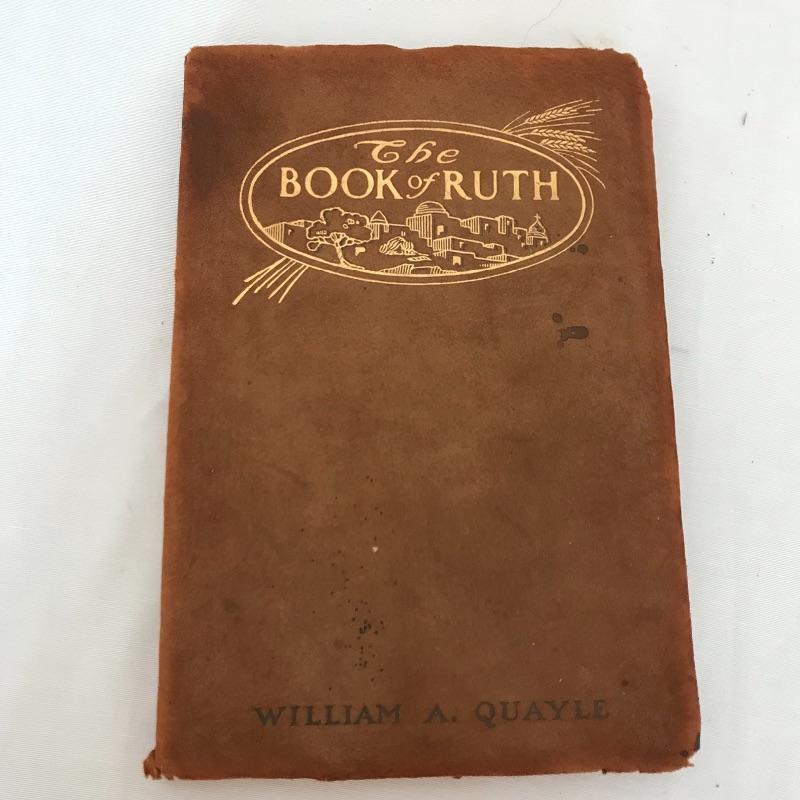 The
BOOK of RUTH
WILLIAM A. QUAYLE